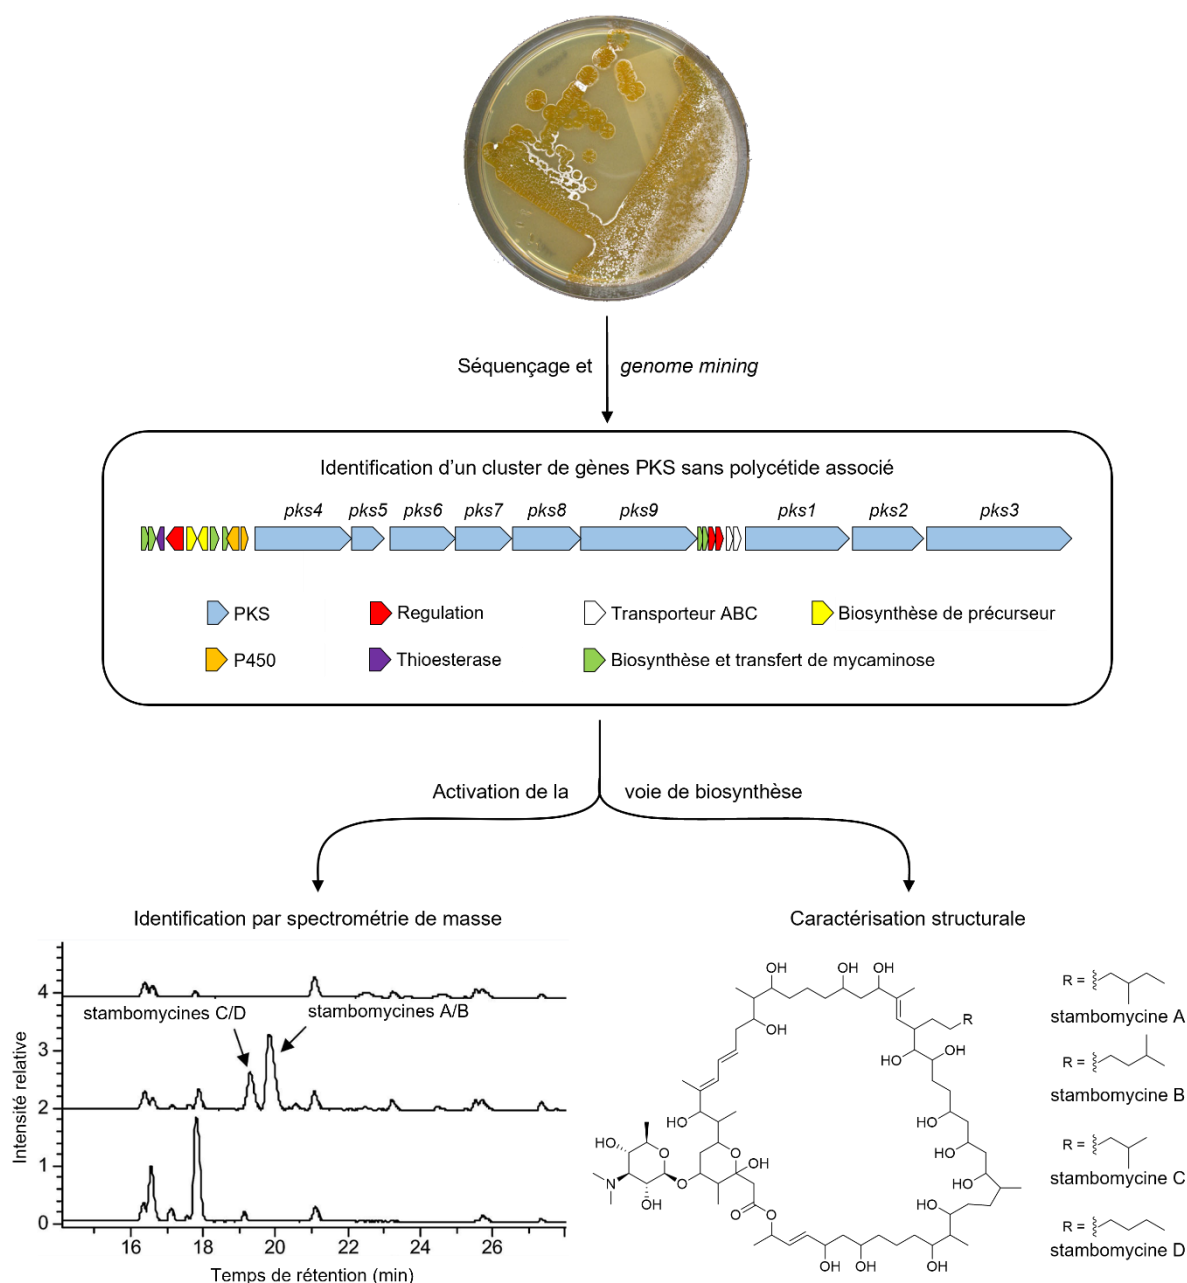 Séquençage et genome mining
Identification d'un cluster de gènes PKS sans polycétide associé
pks4 pks5 pks6 pks7 pks8 pks9 pks1 pks2 pks3
PKS Regulation Transporteur ABC Biosynthèse de précurseur
P450 Thioesterase Biosynthèse et transfert de mycaminose
Activation de la voie de biosynthèse
Identification par spectrométrie de masse
4
stambomycines C/D
stambomycines A/B
3
2
1
0
Intensité relative
16 18 20 22 24 26
Temps de rétention (min)
Caractérisation structurale
OH OH OH
OH
R
OH OH
HO
HO
HO
OH
HO
HO
O
O
OH
N
O
O
OH
O
O
OH OH OH OH
R =
stambomycine A
R =
stambomycine B
R =
stambomycine C
R =
stambomycine D